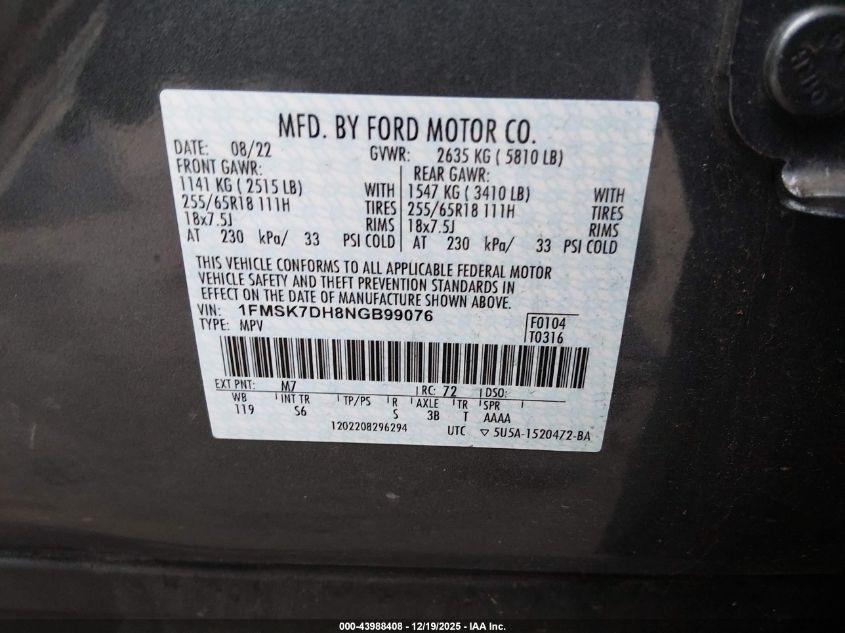 MFD. BY FORD MOTOR CO.
DATE: 08/22 GVWR: 2635 KG ( 5810 LB)
FRONT GAWR: REAR GAWR:
1141 KG ( 2515 LB) WITH 1547 KG ( 3410 LB) WITH
255/65R18 111H TIRES 255/65R18 111H TIRES
18x7.5J RIMS 18x7.5J RIMS
AT 230 kPa/ 33 PSI COLD AT 230 kPa/ 33 PSI COLD
THIS VEHICLE CONFORMS TO ALL APPLICABLE FEDERAL MOTOR
VEHICLE SAFETY AND THEFT PREVENTION STANDARDS IN
EFFECT ON THE DATE OF MANUFACTURE SHOWN ABOVE.
VIN: 1FMSK7DH8NGB99076 F0104
TYPE: MPV T0316
EXT PNT: M7 RC: 72 DSO:
WB INT TR TP/PS R AXLE TR SPR
119 S6 S 3B T AAAA
1202208296294 UTC ▽ 5U5A-1520472-BA
000-43988408 • 12/19/2025 • IAA Inc.